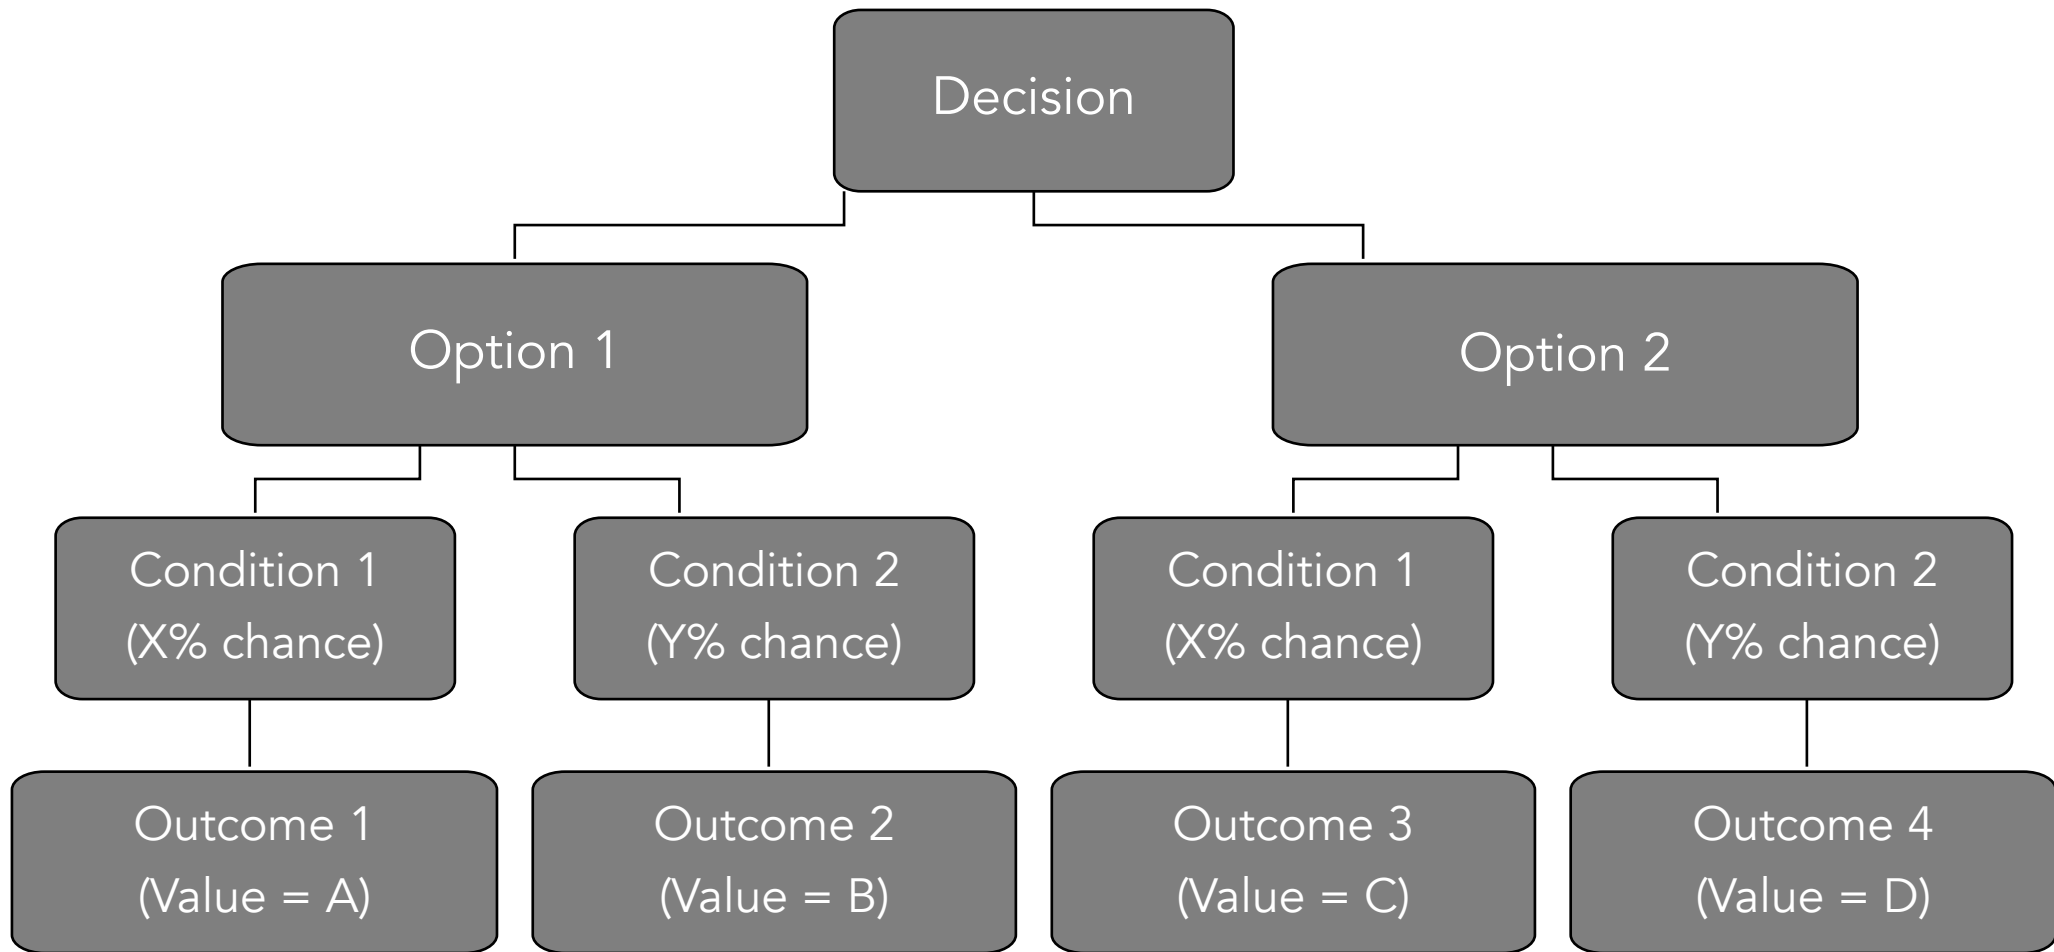 Decision
Option 1
Option 2
Condition 1
(X% chance)
Condition 2
(Y% chance)
Condition 1
(X% chance)
Condition 2
(Y% chance)
Outcome 1
(Value = A)
Outcome 2
(Value = B)
Outcome 3
(Value = C)
Outcome 4
(Value = D)